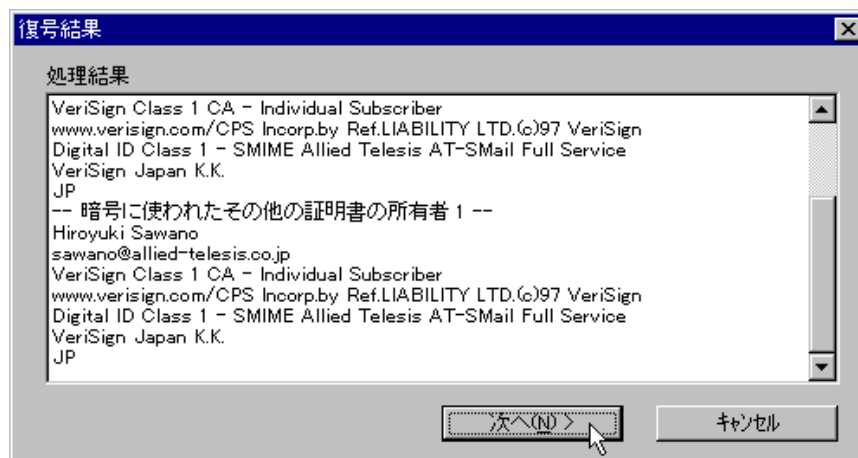 復号結果
処理結果
VeriSign Class 1 CA - Individual Subscriber
www.verisign.com/CPS Incorp.by Ref.LIABILITY LTD.(c)97 VeriSign
Digital ID Class 1 - SMIME Allied Telesis AT-SMail Full Service
VeriSign Japan K.K.
JP
-- 暗号に使われたその他の証明書の所有者 1 --
Hiroyuki Sawano
sawano@allied-telesis.co.jp
VeriSign Class 1 CA - Individual Subscriber
www.verisign.com/CPS Incorp.by Ref.LIABILITY LTD.(c)97 VeriSign
Digital ID Class 1 - SMIME Allied Telesis AT-SMail Full Service
VeriSign Japan K.K.
JP
次へ(N) >
キャンセル